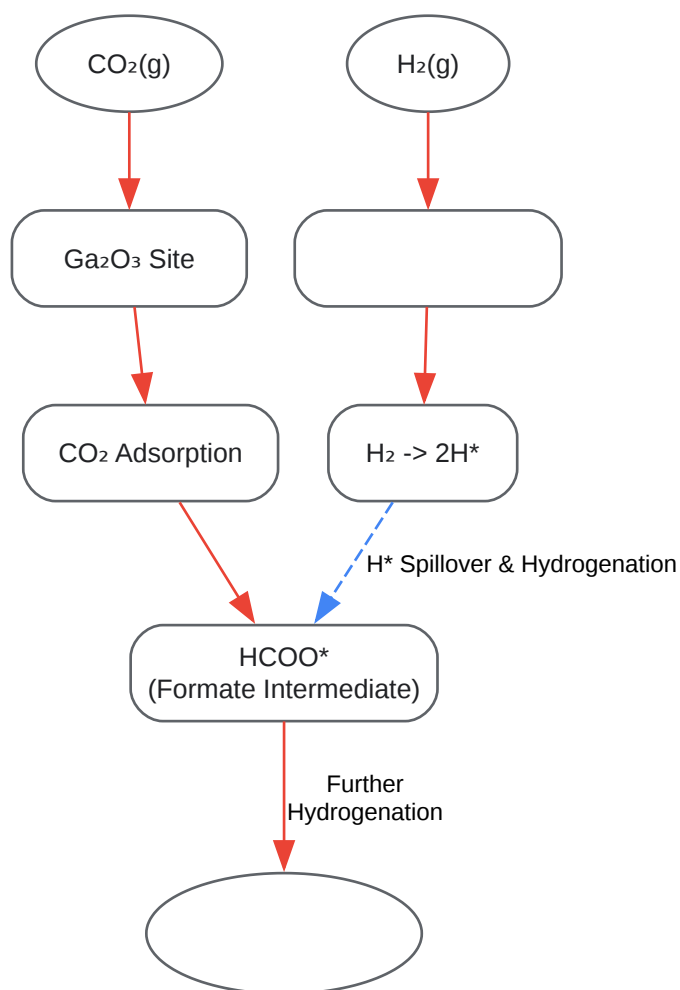 CO₂(g)
H₂(g)
Ga₂O₃ Site
CO₂ Adsorption
H₂ -> 2H*
H* Spillover & Hydrogenation
HCOO*
(Formate Intermediate)
Further
Hydrogenation